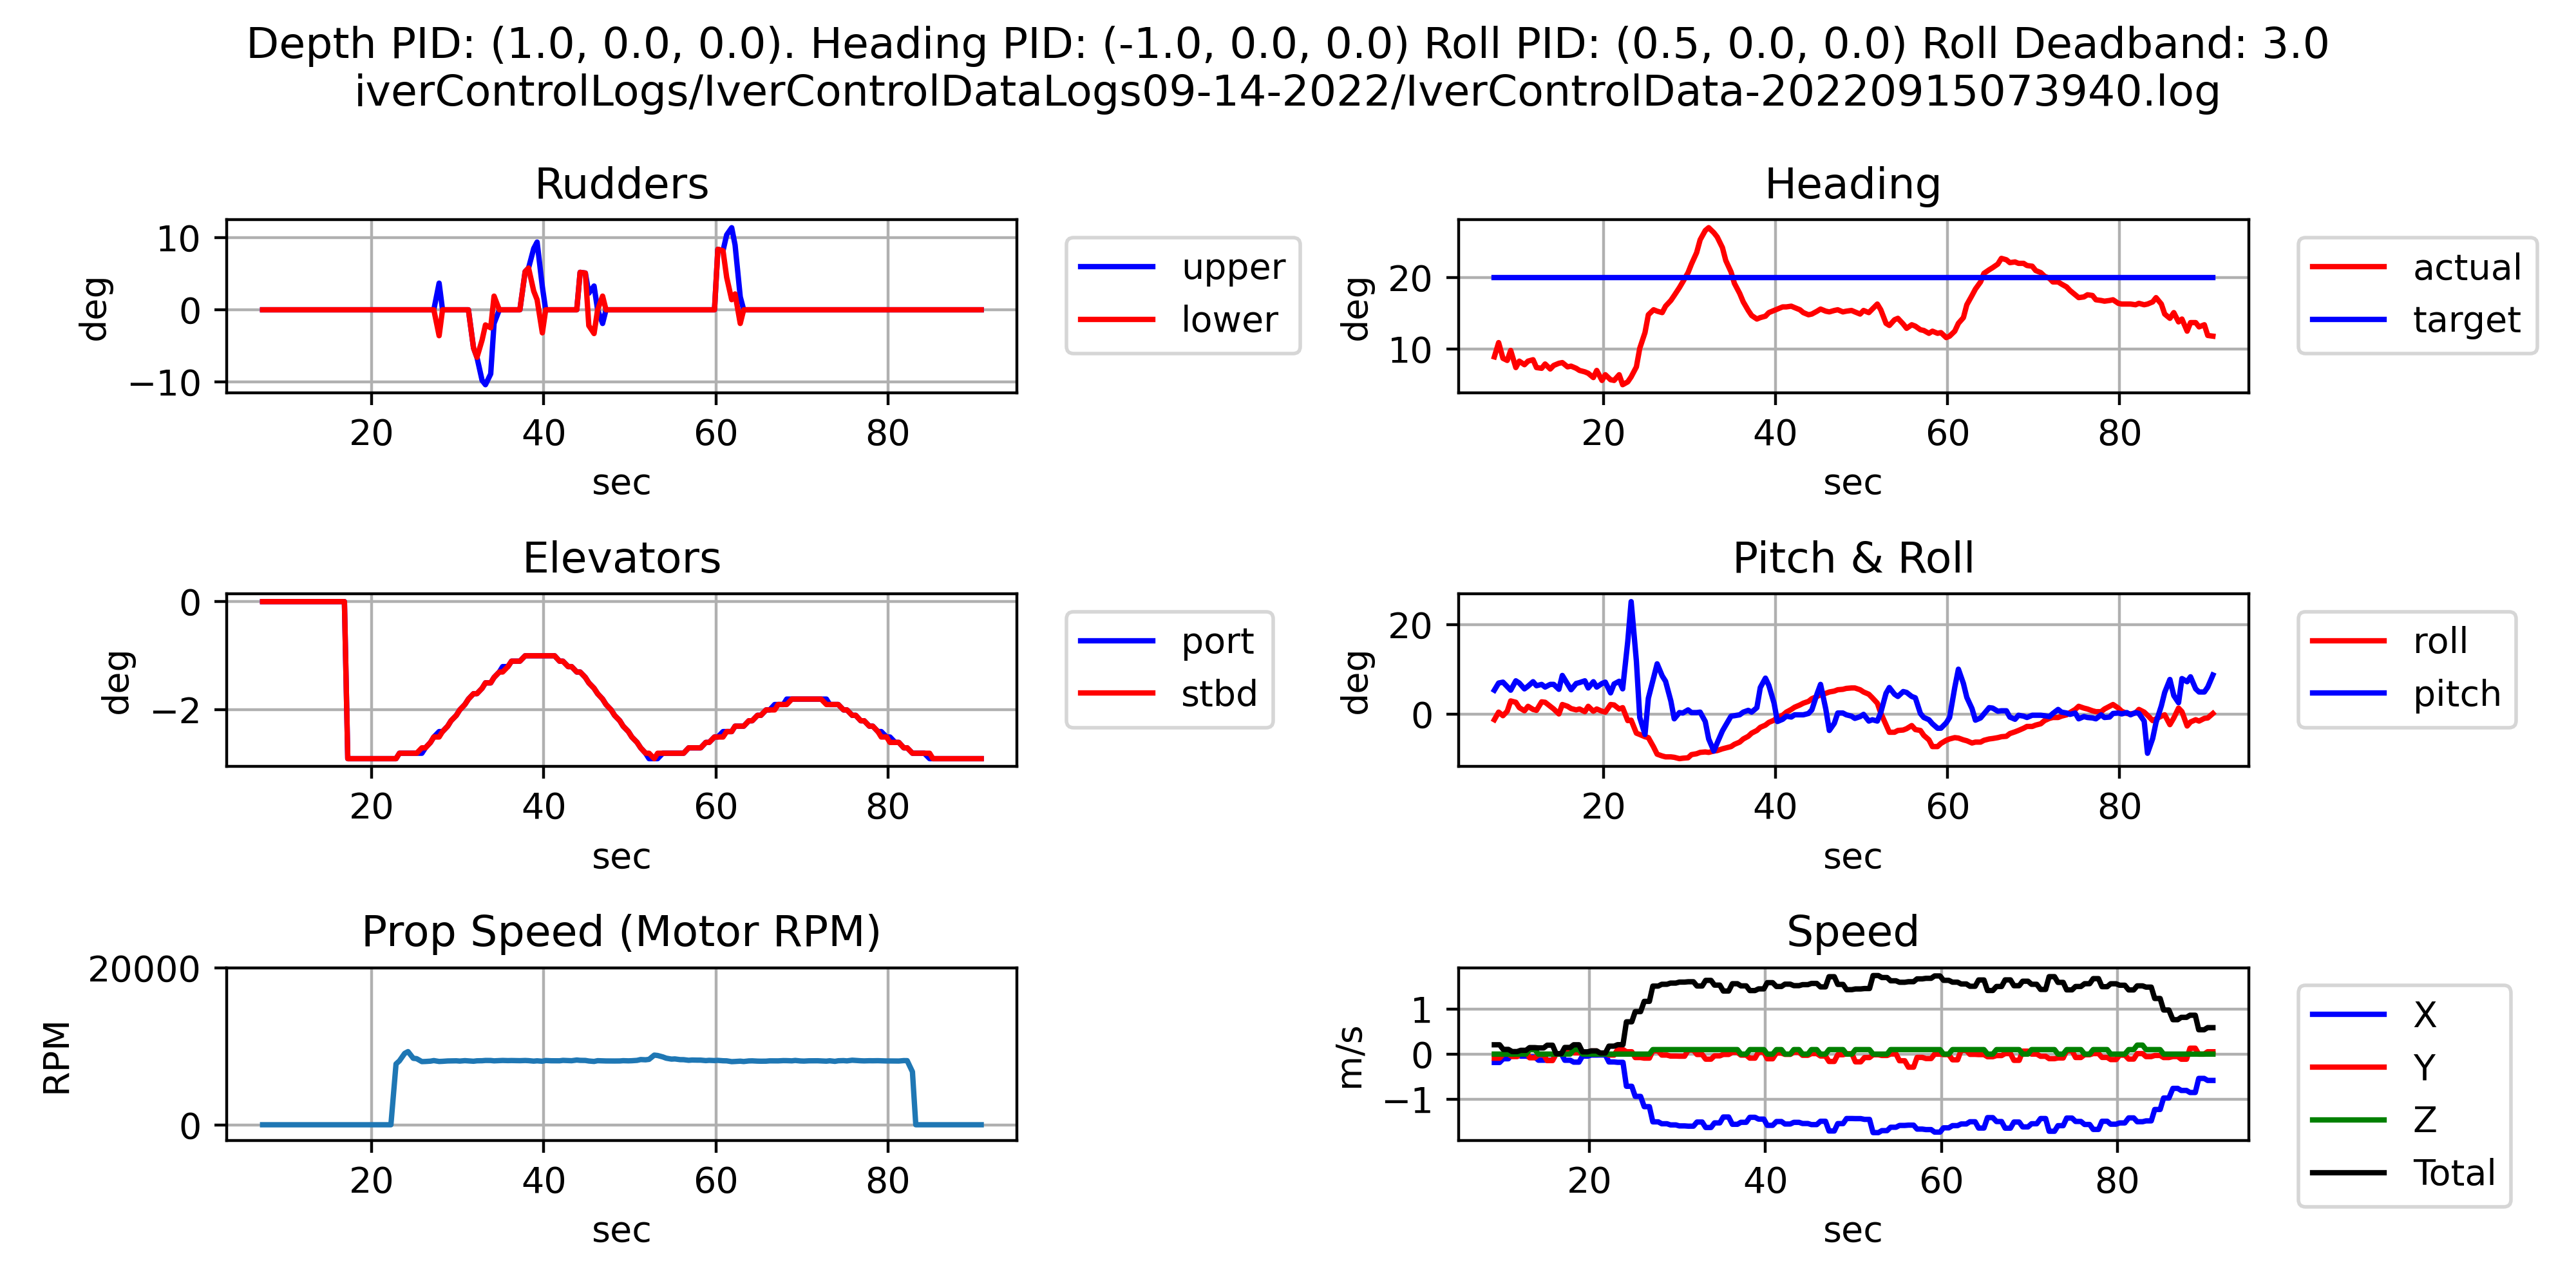 Depth PID: (1.0, 0.0, 0.0). Heading PID: (-1.0, 0.0, 0.0) Roll PID: (0.5, 0.0, 0.0) Roll Deadband: 3.0
iverControlLogs/IverControlDataLogs09-14-2022/IverControlData-20220915073940.log
Rudders
10
0
−10
deg
20 40 60 80
sec
upper
lower
Heading
20
10
deg
20 40 60 80
sec
actual
target
Elevators
0
−2
deg
20 40 60 80
sec
port
stbd
Pitch & Roll
20
0
deg
20 40 60 80
sec
roll
pitch
Prop Speed (Motor RPM)
20000
0
RPM
20 40 60 80
sec
Speed
1
0
−1
m/s
20 40 60 80
sec
X
Y
Z
Total